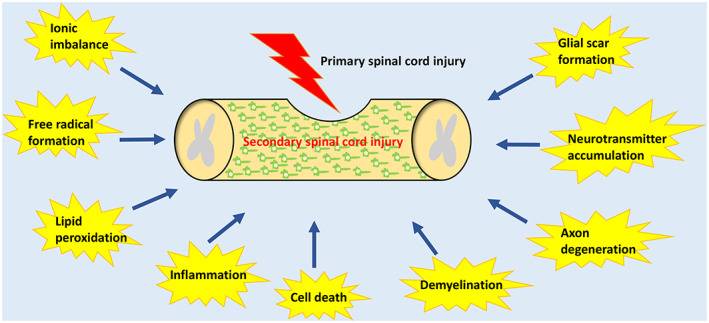 Ionic
imbalance
Primary spinal cord injury
Glial scar
formation
Free radical
formation
Secondary spinal cord injury
Neurotransmitter
accumulation
Lipid
peroxidation
Axon
degeneration
Inflammation
Cell death
Demyelination